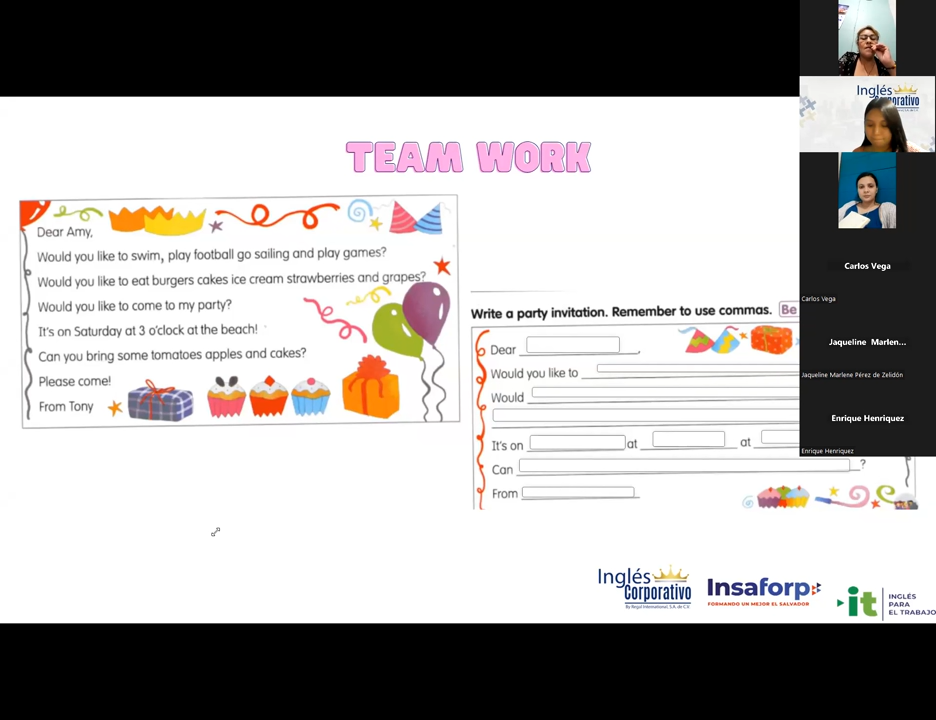 Inglés
Corporativo
TEAM WORK
Dear Amy,
Would you like to swim, play football go sailing and play games?
Would you like to eat burgers cakes ice cream strawberries and grapes?
Would you like to come to my party?
It's on Saturday at 3 o'clock at the beach!
Can you bring some tomatoes apples and cakes?
Please come!
From Tony
Write a party invitation. Remember to use commas. Be
Dear ,
Would you like to
Would
It's on at at
Can ?
From
Carlos Vega
Carlos Vega
Jaqueline Marlen...
Jaqueline Marlene Pérez de Zelidón
Enrique Henriquez
Enrique Henriquez
Inglés
Corporativo
By Regal International, S.A. de C.V.
Insaforp
FORMANDO UN MEJOR EL SALVADOR
it
INGLÉS
PARA
EL TRABAJO